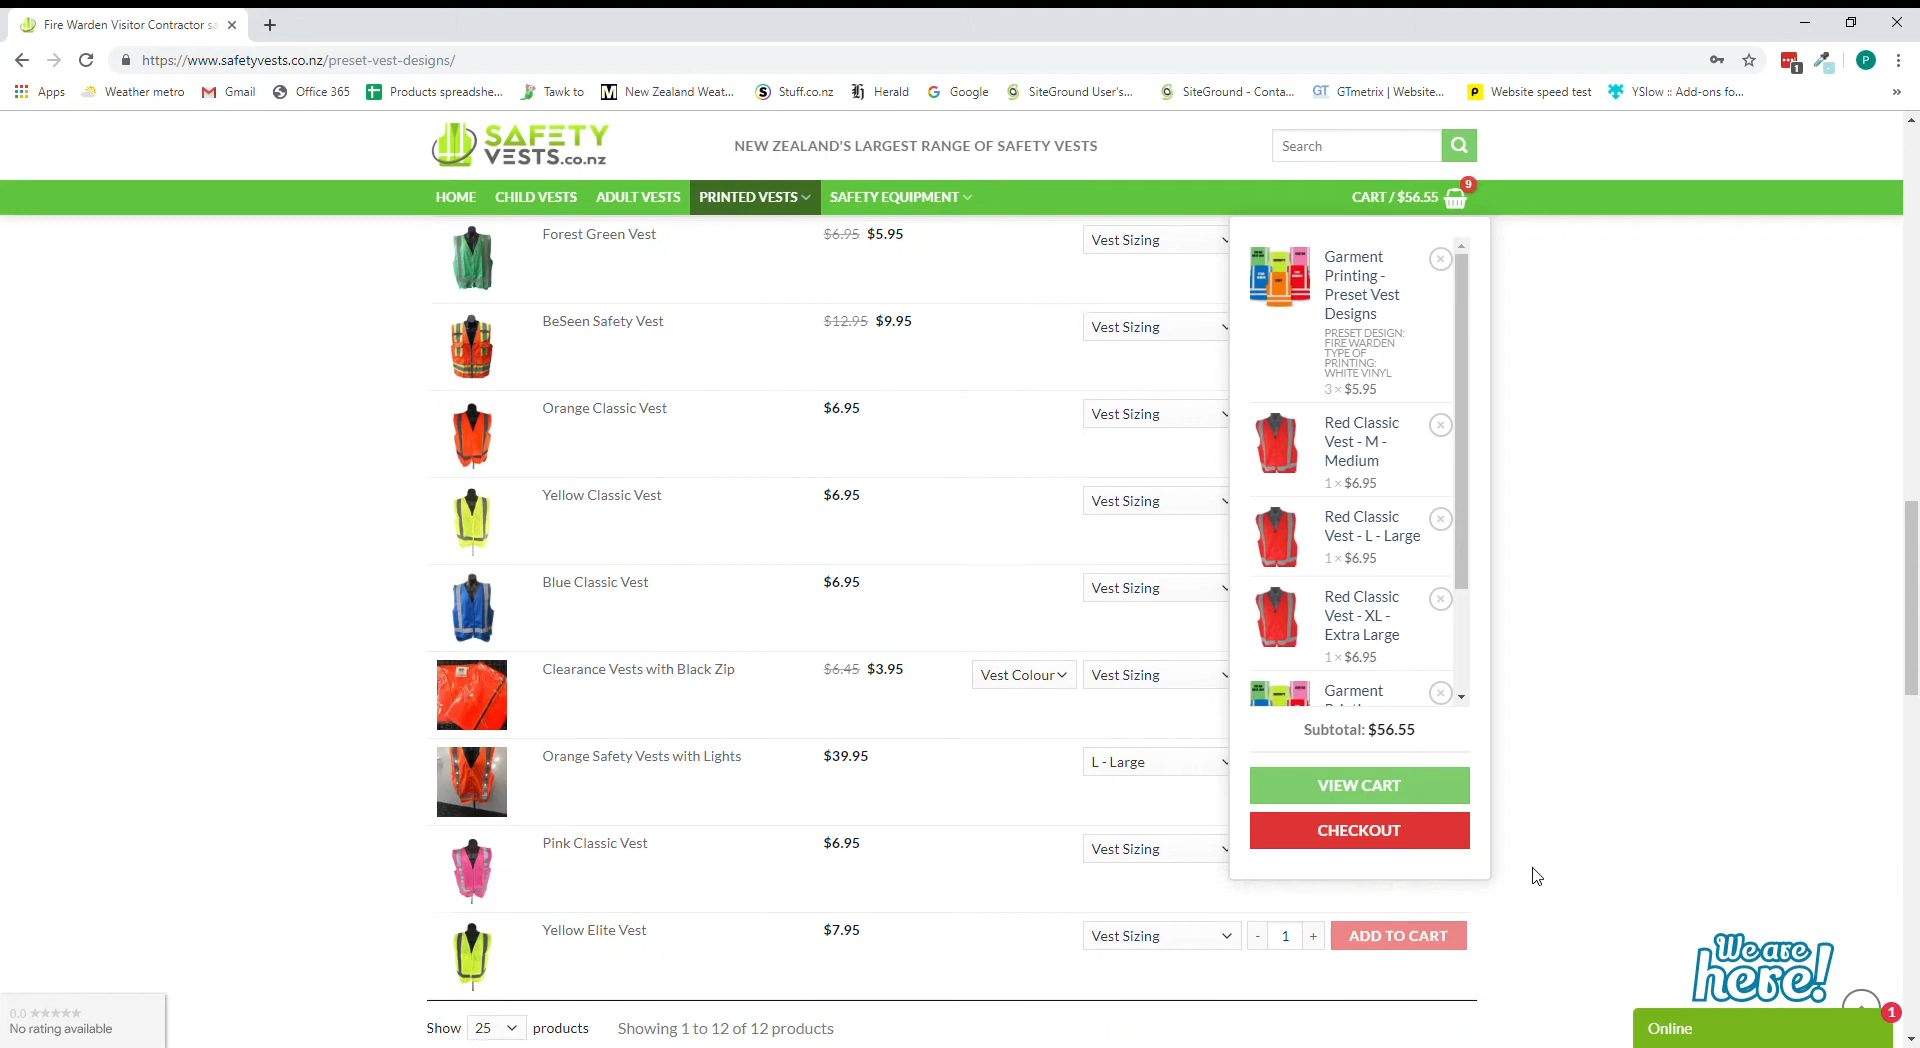 Fire Warden Visitor Contractor sa
https://www.safetyvests.co.nz/preset-vest-designs/
P
Apps
Weather metro
Gmail
Office 365
Products spreadshe...
Tawk to
New Zealand Weat...
Stuff.co.nz
Herald
Google
SiteGround User's...
SiteGround - Conta...
GTmetrix | Website...
Website speed test
YSlow :: Add-ons fo...
SAFETY
VESTS.co.nz
NEW ZEALAND'S LARGEST RANGE OF SAFETY VESTS
Search
HOME
CHILD VESTS
ADULT VESTS
PRINTED VESTS
SAFETY EQUIPMENT
CART / $56.55
9
Forest Green Vest
$6.95 $5.95
Vest Sizing
BeSeen Safety Vest
$12.95 $9.95
Vest Sizing
Orange Classic Vest
$6.95
Vest Sizing
Yellow Classic Vest
$6.95
Vest Sizing
Blue Classic Vest
$6.95
Vest Sizing
Clearance Vests with Black Zip
$6.45 $3.95
Vest Colour
Vest Sizing
Orange Safety Vests with Lights
$39.95
L - Large
Pink Classic Vest
$6.95
Vest Sizing
Yellow Elite Vest
$7.95
Vest Sizing
- 1 +
ADD TO CART
Garment
Printing -
Preset Vest
Designs
PRESET DESIGN:
FIRE WARDEN
TYPE OF
PRINTING:
WHITE VINYL
3 × $5.95
Red Classic
Vest - M -
Medium
1 × $6.95
Red Classic
Vest - L - Large
1 × $6.95
Red Classic
Vest - XL -
Extra Large
1 × $6.95
Garment
Subtotal: $56.55
VIEW CART
CHECKOUT
Show 25 products
Showing 1 to 12 of 12 products
0.0 ★★★★★
No rating available
We are
here!
1
Online